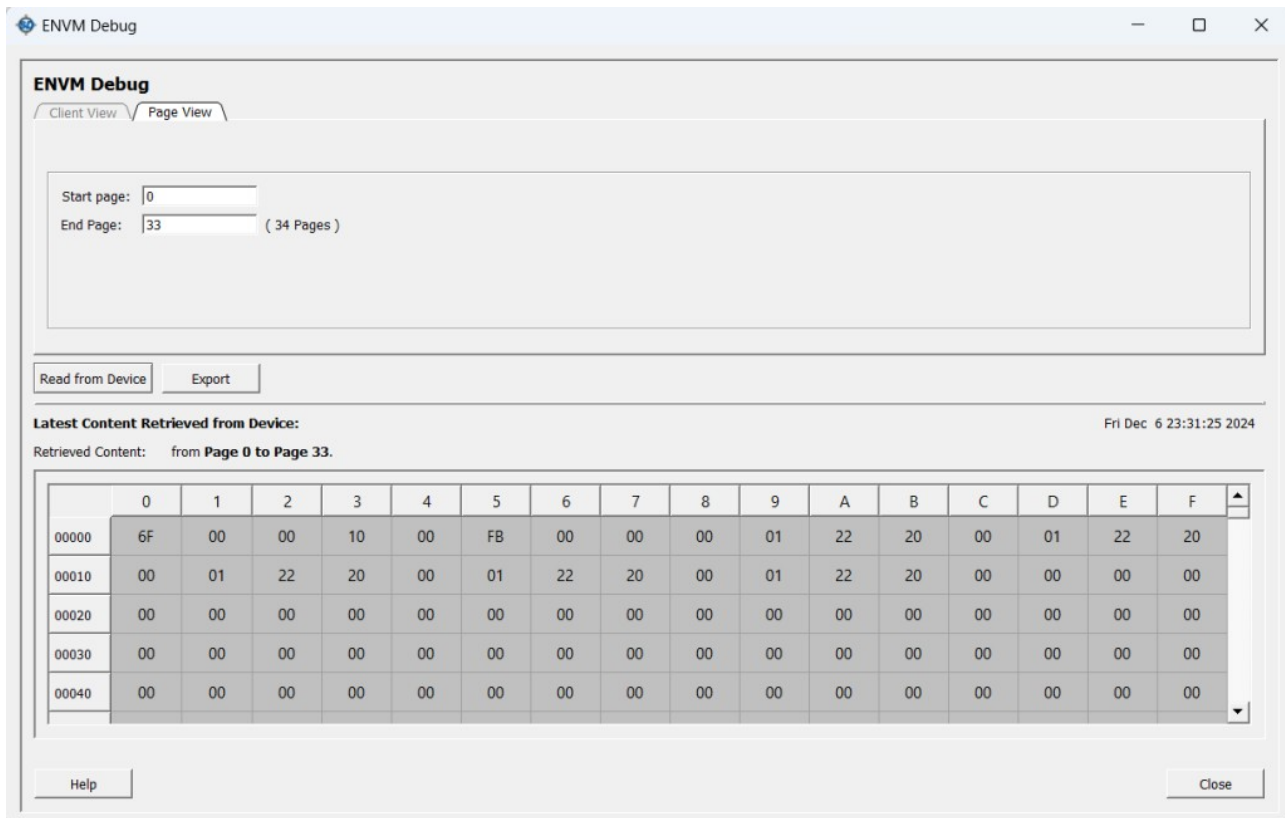 ENVM Debug
ENVM Debug
Client View Page View
Start page: 0
End Page: 33 ( 34 Pages )
Read from Device Export
Latest Content Retrieved from Device: Fri Dec 6 23:31:25 2024
Retrieved Content: from Page 0 to Page 33.
0 1 2 3 4 5 6 7 8 9 A B C D E F
00000 6F 00 00 10 00 FB 00 00 00 01 22 20 00 01 22 20
00010 00 01 22 20 00 01 22 20 00 01 22 20 00 00 00 00
00020 00 00 00 00 00 00 00 00 00 00 00 00 00 00 00 00
00030 00 00 00 00 00 00 00 00 00 00 00 00 00 00 00 00
00040 00 00 00 00 00 00 00 00 00 00 00 00 00 00 00 00
Help Close